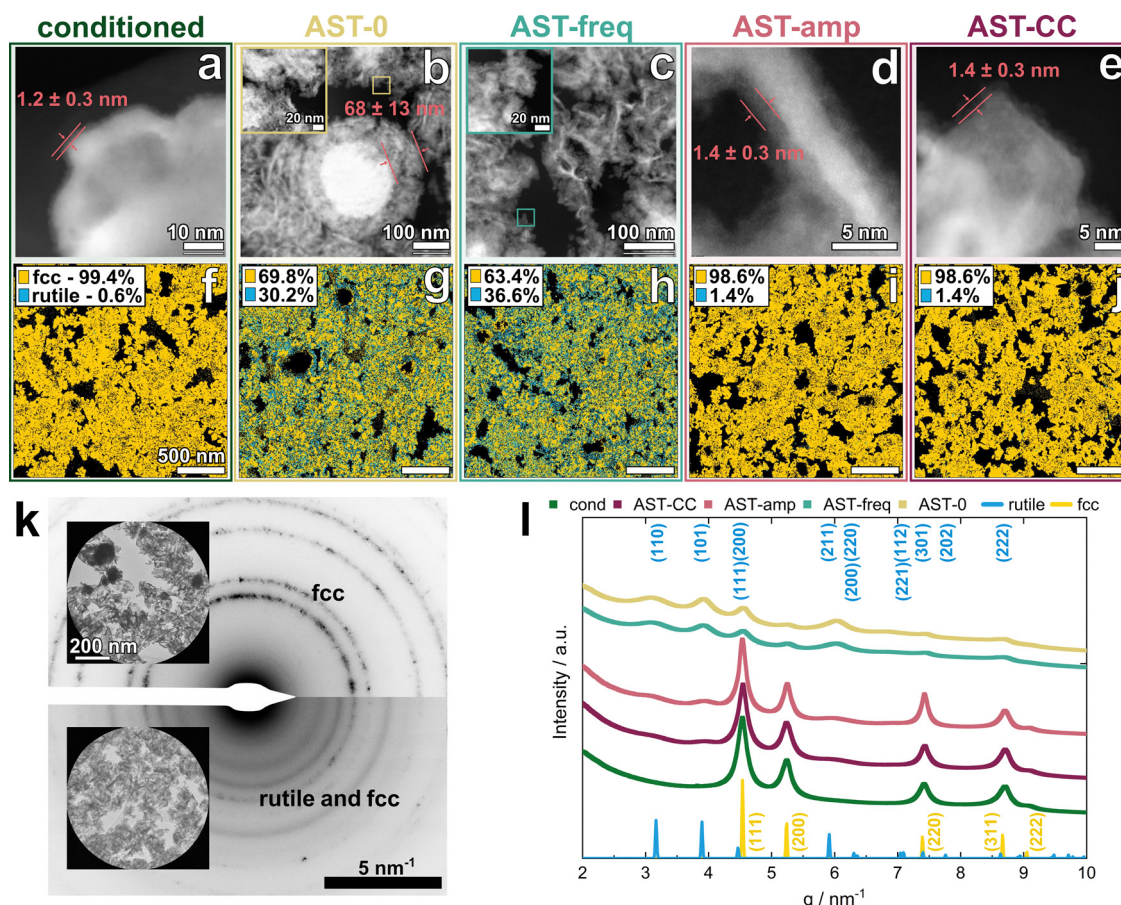 conditioned
AST-0
AST-freq
AST-amp
AST-CC
a
1.2 ± 0.3 nm
10 nm
b
20 nm
68 ± 13 nm
100 nm
c
20 nm
100 nm
d
1.4 ± 0.3 nm
5 nm
e
1.4 ± 0.3 nm
5 nm
fcc - 99.4%
rutile - 0.6%
f
500 nm
69.8%
30.2%
g
63.4%
36.6%
h
98.6%
1.4%
i
98.6%
1.4%
j
k
fcc
200 nm
rutile and fcc
5 nm⁻¹
l
cond AST-CC AST-amp AST-freq AST-0 rutile fcc
(110)
(101)
(111)(200)
(211)
(200)(220)
(221)(112)
(301)
(202)
(222)
Intensity / a.u.
(111)
(200)
(220)
(311)
(222)
2 3 4 5 6 7 8 9 10
q / nm⁻¹